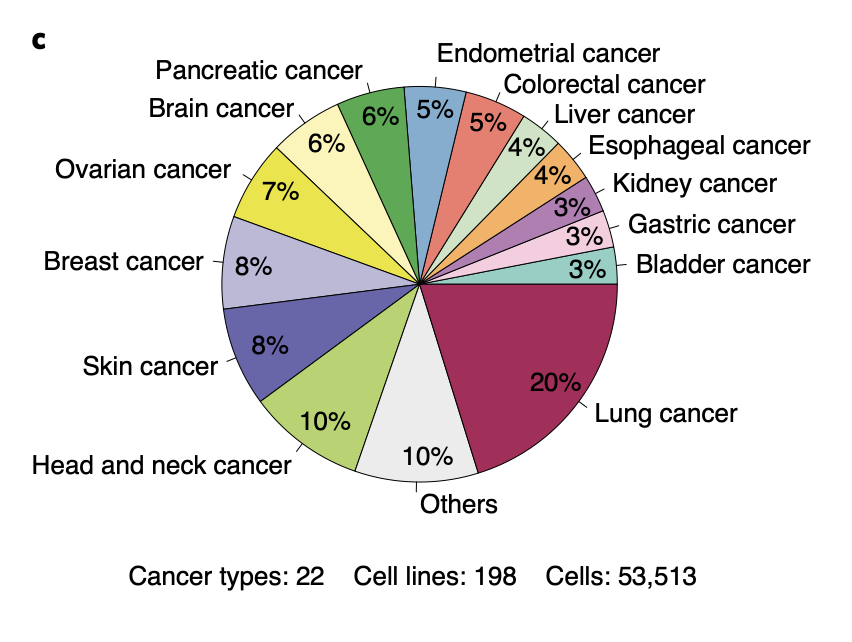 c
Endometrial cancer
Pancreatic cancer
Colorectal cancer
Brain cancer
Liver cancer
Esophageal cancer
Ovarian cancer
Kidney cancer
Gastric cancer
Breast cancer
Bladder cancer
Skin cancer
Lung cancer
Head and neck cancer
Others
5%
6%
5%
6%
4%
4%
7%
3%
3%
8%
3%
8%
20%
10%
10%
Cancer types: 22 Cell lines: 198 Cells: 53,513